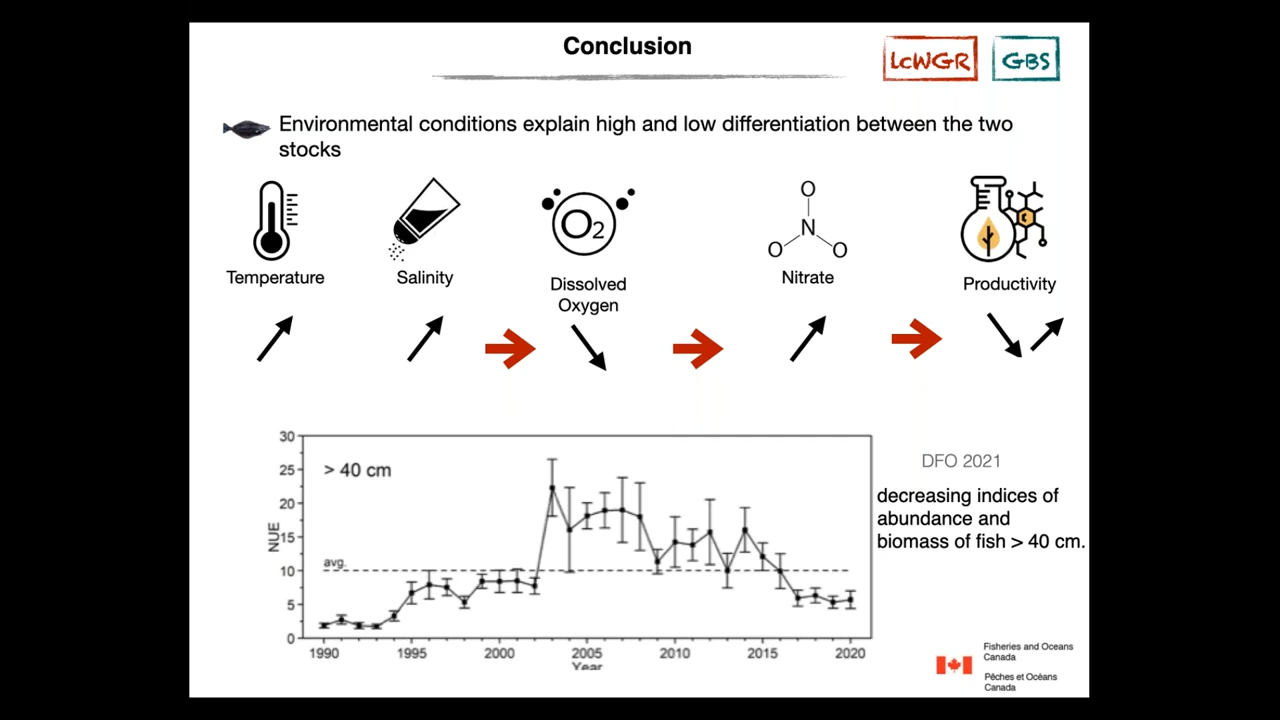 Conclusion
LcWGR
GBS
Environmental conditions explain high and low differentiation between the two
stocks
O2
O
N
O
O
Temperature
Salinity
Dissolved
Oxygen
Nitrate
Productivity
30
25
20
15
10
5
0
NUE
> 40 cm
avg.
1990
1995
2000
2005
2010
2015
2020
Year
DFO 2021
decreasing indices of
abundance and
biomass of fish > 40 cm.
Fisheries and Oceans
Canada
Pêches et Océans
Canada